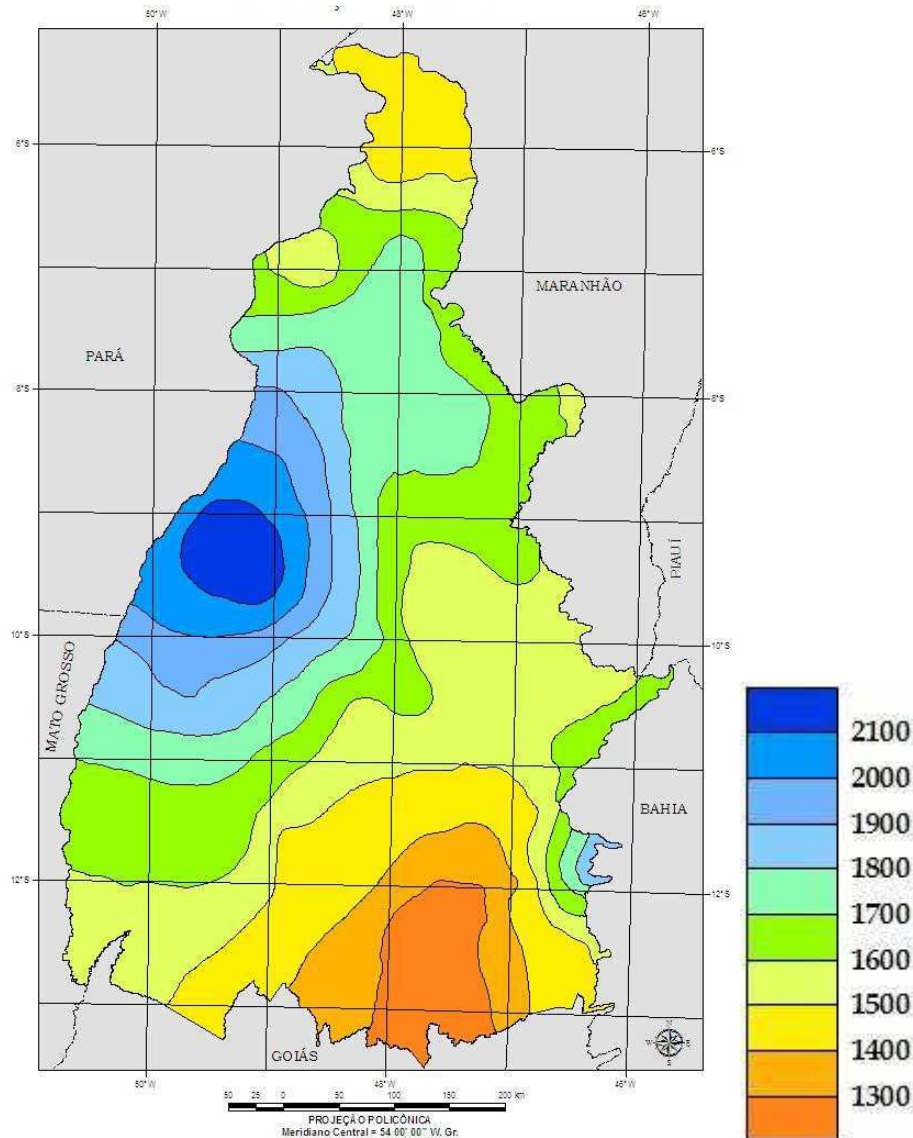 50°W 48°W 46°W
6°S 6°S
MARANHÃO
PARÁ
8°S 8°S
PIAUÍ
10°S 10°S
MATO GROSSO
2100
2000
BAHIA
1900
1800
12°S 12°S
1700
1600
1500
N
W E
S
GOIÁS
1400
50°W 48°W 46°W
1300
50 25 0 50 100 150 200 km
PROJEÇÃO POLICÔNICA
Meridiano Central = 54 00' 00" W. Gr.